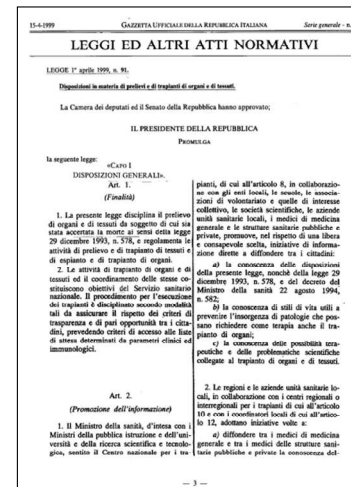 15-4-1999 GAZZETTA UFFICIALE DELLA REPUBBLICA ITALIANA Serie generale - n.
LEGGI ED ALTRI ATTI NORMATIVI
LEGGE 1° aprile 1999, n. 91.
Disposizioni in materia di prelievi e di trapianti di organi e di tessuti.
La Camera dei deputati ed il Senato della Repubblica hanno approvato;
IL PRESIDENTE DELLA REPUBBLICA
PROMULGA
la seguente legge:
«CAPO I
DISPOSIZIONI GENERALI».
Art. 1.
(Finalità)
1. La presente legge disciplina il prelievo
di organi e di tessuti da soggetto di cui sia
stata accertata la morte ai sensi della legge
29 dicembre 1993, n. 578, e regolamenta le
attività di prelievo e di trapianto di tessuti e
di espianto e di trapianto di organi.
2. Le attività di trapianto di organi e di
tessuti ed il coordinamento delle stesse co-
stituiscono obiettivi del Servizio sanitario
nazionale. Il procedimento per l'esecuzione
dei trapianti è disciplinato secondo modalità
tali da assicurare il rispetto dei criteri di
trasparenza e di pari opportunità tra i citta-
dini, prevedendo criteri di accesso alle liste
di attesa determinati da parametri clinici ed
immunologici.
Art. 2.
(Promozione dell'informazione)
1. Il Ministro della sanità, d'intesa con i
Ministri della pubblica istruzione e dell'uni-
versità e della ricerca scientifica e tecnolo-
gica, sentito il Centro nazionale per i tra-
pianti, di cui all'articolo 8, in collaborazio-
ne con gli enti locali, le scuole, le associa-
zioni di volontariato e quelle di interesse
collettivo, le società scientifiche, le aziende
unità sanitarie locali, i medici di medicina
generale e le strutture sanitarie pubbliche e
private, promuove, nel rispetto di una libera
e consapevole scelta, iniziative di informa-
zione dirette a diffondere tra i cittadini:
a) la conoscenza delle disposizioni
della presente legge, nonchè della legge 29
dicembre 1993, n. 578, e del decreto del
Ministro della sanità 22 agosto 1994,
n. 582;
b) la conoscenza di stili di vita utili a
prevenire l'insorgenza di patologie che pos-
sano richiedere come terapia anche il tra-
pianto di organi;
c) la conoscenza delle possibilità tera-
peutiche e delle problematiche scientifiche
collegate al trapianto di organi e di tessuti.
2. Le regioni e le aziende unità sanitarie lo-
cali, in collaborazione con i centri regionali o
interregionali per i trapianti di cui all'articolo
10 e con i coordinatori locali di cui all'artico-
lo 12, adottano iniziative volte a:
a) diffondere tra i medici di medicina
generale e tra i medici delle strutture sani-
tarie pubbliche e private la conoscenza del-
— 3 —